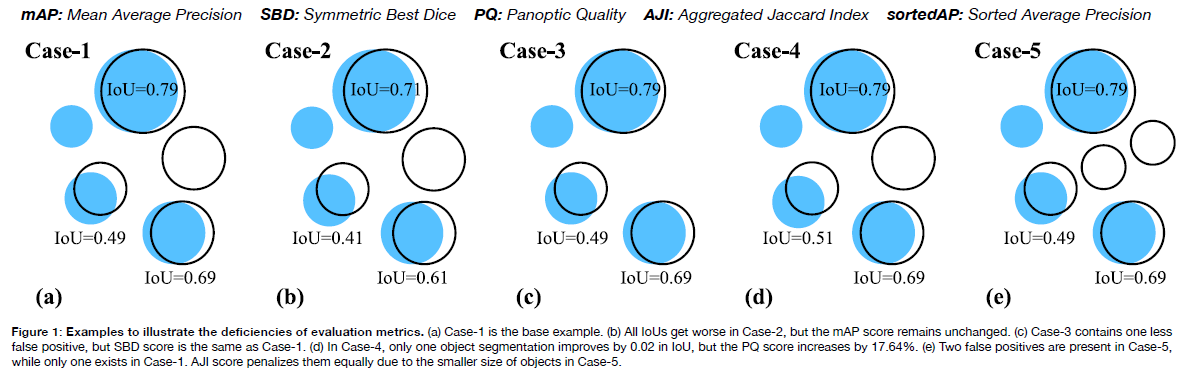 mAP: Mean Average Precision SBD: Symmetric Best Dice PQ: Panoptic Quality AJI: Aggregated Jaccard Index sortedAP: Sorted Average Precision
Case-1 Case-2 Case-3 Case-4 Case-5
IoU=0.79 IoU=0.71 IoU=0.79 IoU=0.79 IoU=0.79
IoU=0.49 IoU=0.41 IoU=0.49 IoU=0.51 IoU=0.49
IoU=0.69 IoU=0.61 IoU=0.69 IoU=0.69 IoU=0.69
(a) (b) (c) (d) (e)
Figure 1: Examples to illustrate the deficiencies of evaluation metrics. (a) Case-1 is the base example. (b) All IoUs get worse in Case-2, but the mAP score remains unchanged. (c) Case-3 contains one less
false positive, but SBD score is the same as Case-1. (d) In Case-4, only one object segmentation improves by 0.02 in IoU, but the PQ score increases by 17.64%. (e) Two false positives are present in Case-5,
while only one exists in Case-1. AJI score penalizes them equally due to the smaller size of objects in Case-5.